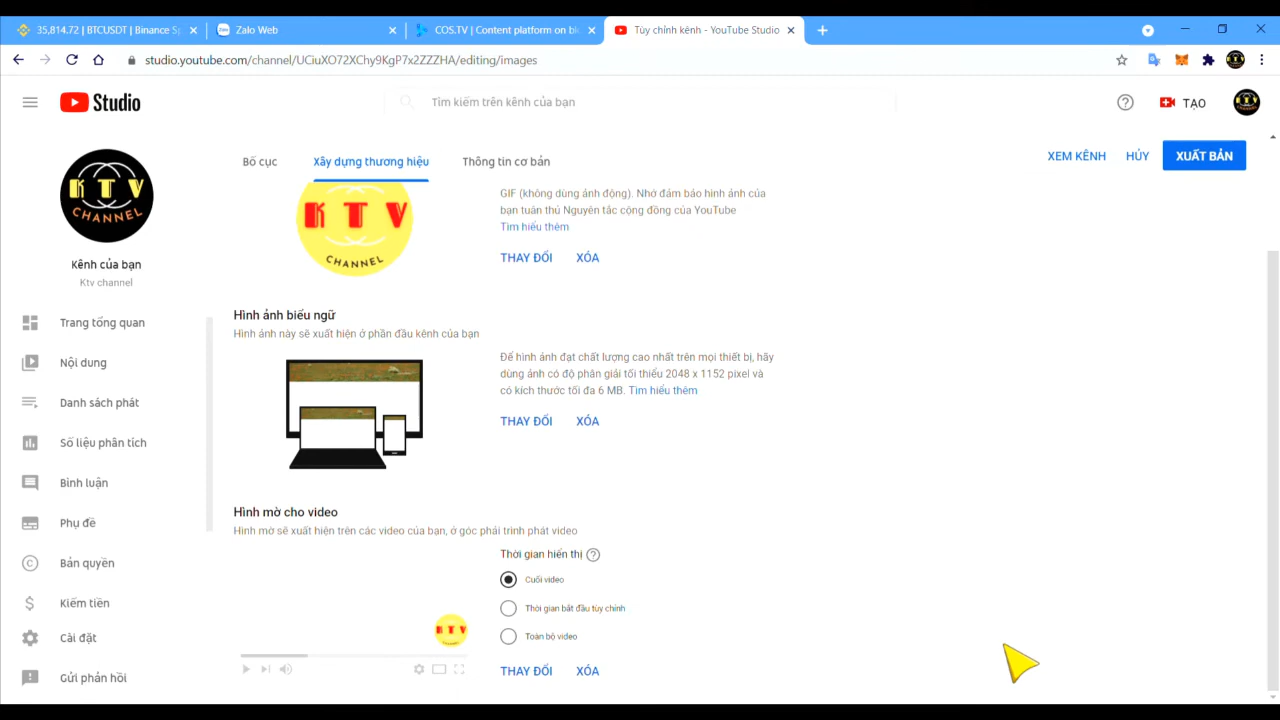 35,814.72 | BTCUSDT | Binance Sp
Zalo Web
COS.TV | Content platform on blo
Tùy chỉnh kênh - YouTube Studio
studio.youtube.com/channel/UCiuXO72XChy9KgP7x2ZZZHA/editing/images
Studio
Tìm kiếm trên kênh của bạn
TẠO
KTV
CHANNEL
Kênh của bạn
Ktv channel
Trang tổng quan
Nội dung
Danh sách phát
Số liệu phân tích
Bình luận
Phụ đề
Bản quyền
Kiếm tiền
Cài đặt
Gửi phản hồi
Bố cục
Xây dựng thương hiệu
Thông tin cơ bản
XEM KÊNH
HỦY
XUẤT BẢN
KTV
CHANNEL
GIF (không dùng ảnh động). Nhớ đảm bảo hình ảnh của
bạn tuân thủ Nguyên tắc cộng đồng của YouTube
Tìm hiểu thêm
THAY ĐỔI
XÓA
Hình ảnh biểu ngữ
Hình ảnh này sẽ xuất hiện ở phần đầu kênh của bạn
Để hình ảnh đạt chất lượng cao nhất trên mọi thiết bị, hãy
dùng ảnh có độ phân giải tối thiểu 2048 x 1152 pixel và
có kích thước tối đa 6 MB. Tìm hiểu thêm
THAY ĐỔI
XÓA
Hình mờ cho video
Hình mờ sẽ xuất hiện trên các video của bạn, ở góc phải trình phát video
Thời gian hiển thị
Cuối video
Thời gian bắt đầu tùy chỉnh
Toàn bộ video
KTV
THAY ĐỔI
XÓA